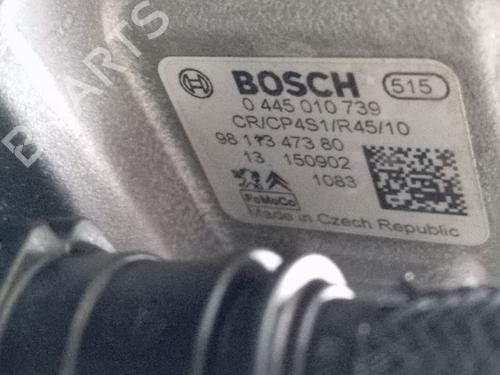 PARTS
BOSCH 515
0 445 010 739
CR/CP4S1/R45/10
98 113 473 80
13 150902
1083
FoMoCo
Made in Czech Republic